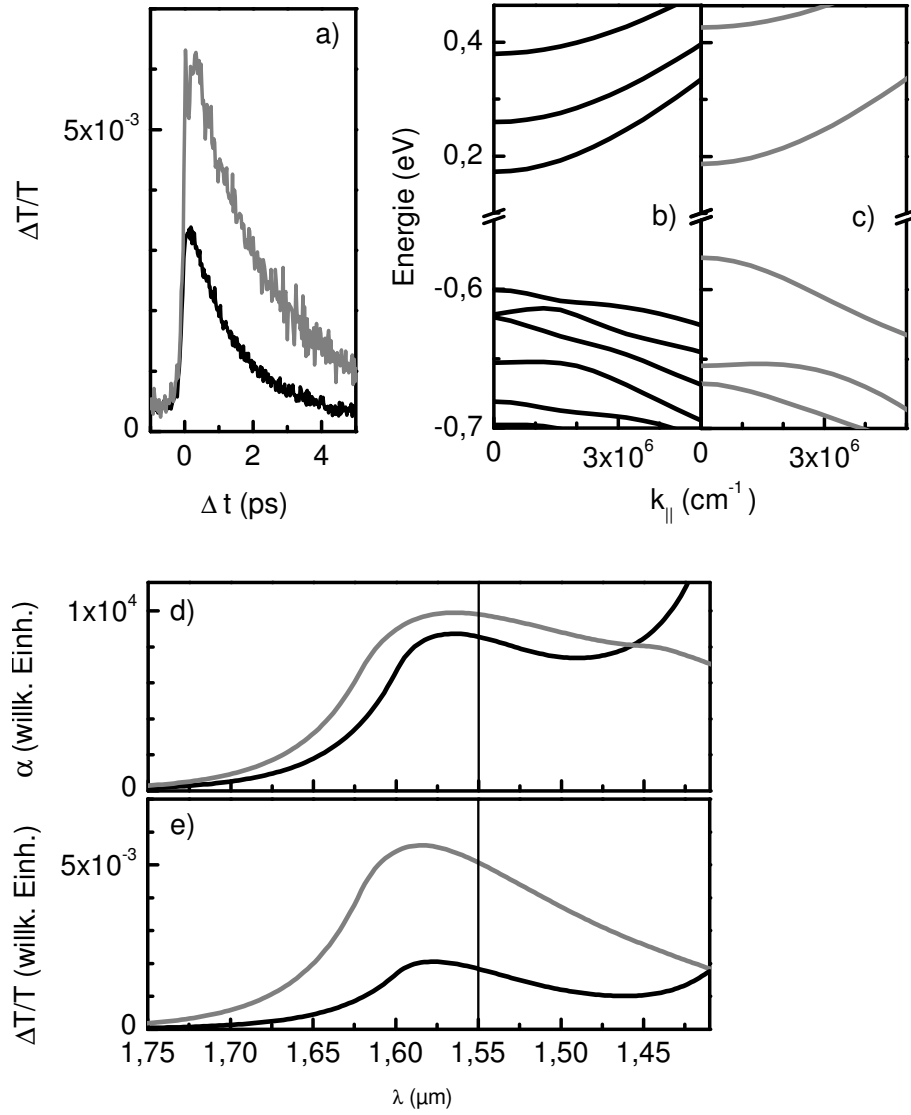 a)
5x10⁻³
0
ΔT/T
0 2 4
Δ t (ps)
0,4
0,2
-0,6
-0,7
Energie (eV)
b)
c)
0 3x10⁶ 0 3x10⁶
k|| (cm⁻¹)
d)
1x10⁴
0
α (willk. Einh.)
e)
5x10⁻³
0
ΔT/T (willk. Einh.)
1,75 1,70 1,65 1,60 1,55 1,50 1,45
λ (µm)